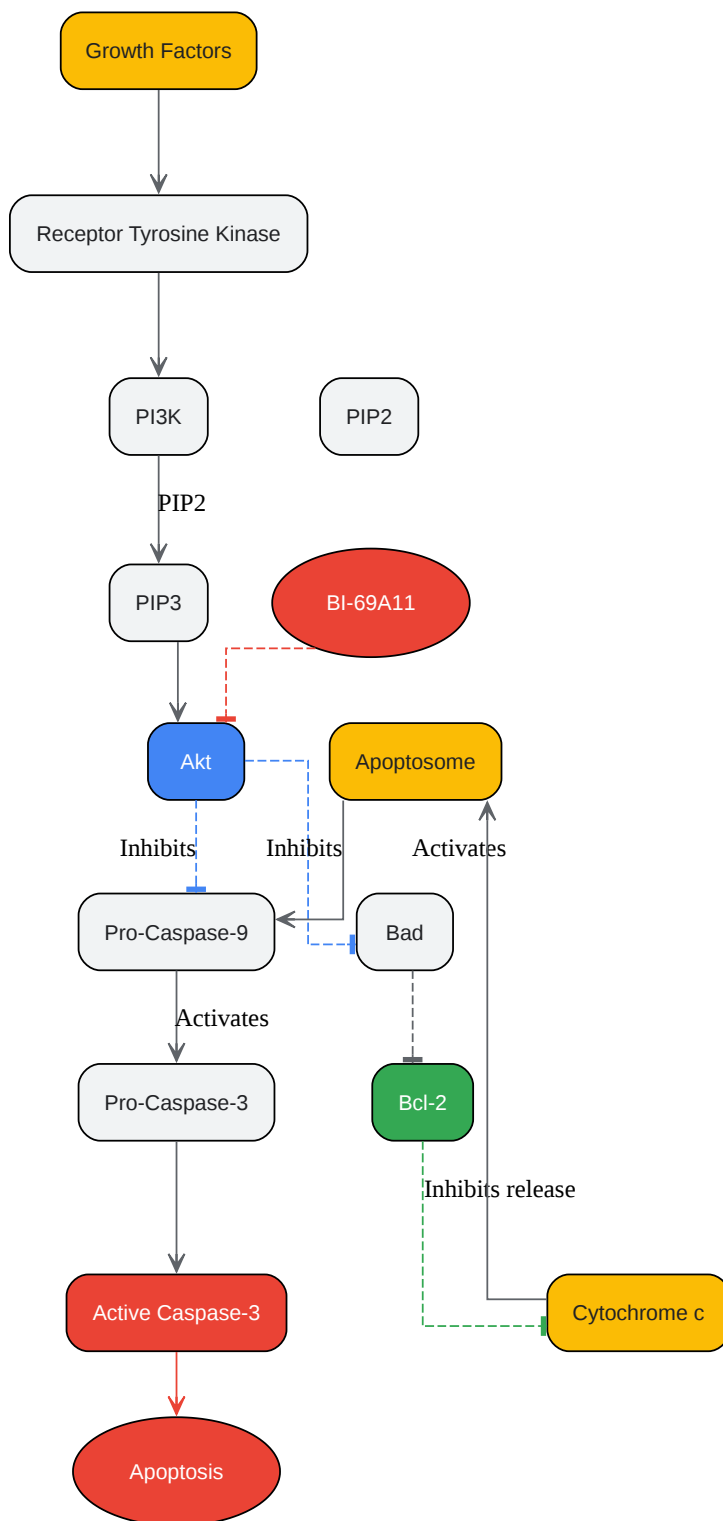 Growth Factors
Receptor Tyrosine Kinase
PI3K
PIP2
PIP2
PIP3
BI-69A11
Akt
Apoptosome
Inhibits
Inhibits
Activates
Pro-Caspase-9
Bad
Activates
Pro-Caspase-3
Bcl-2
Inhibits release
Active Caspase-3
Cytochrome c
Apoptosis